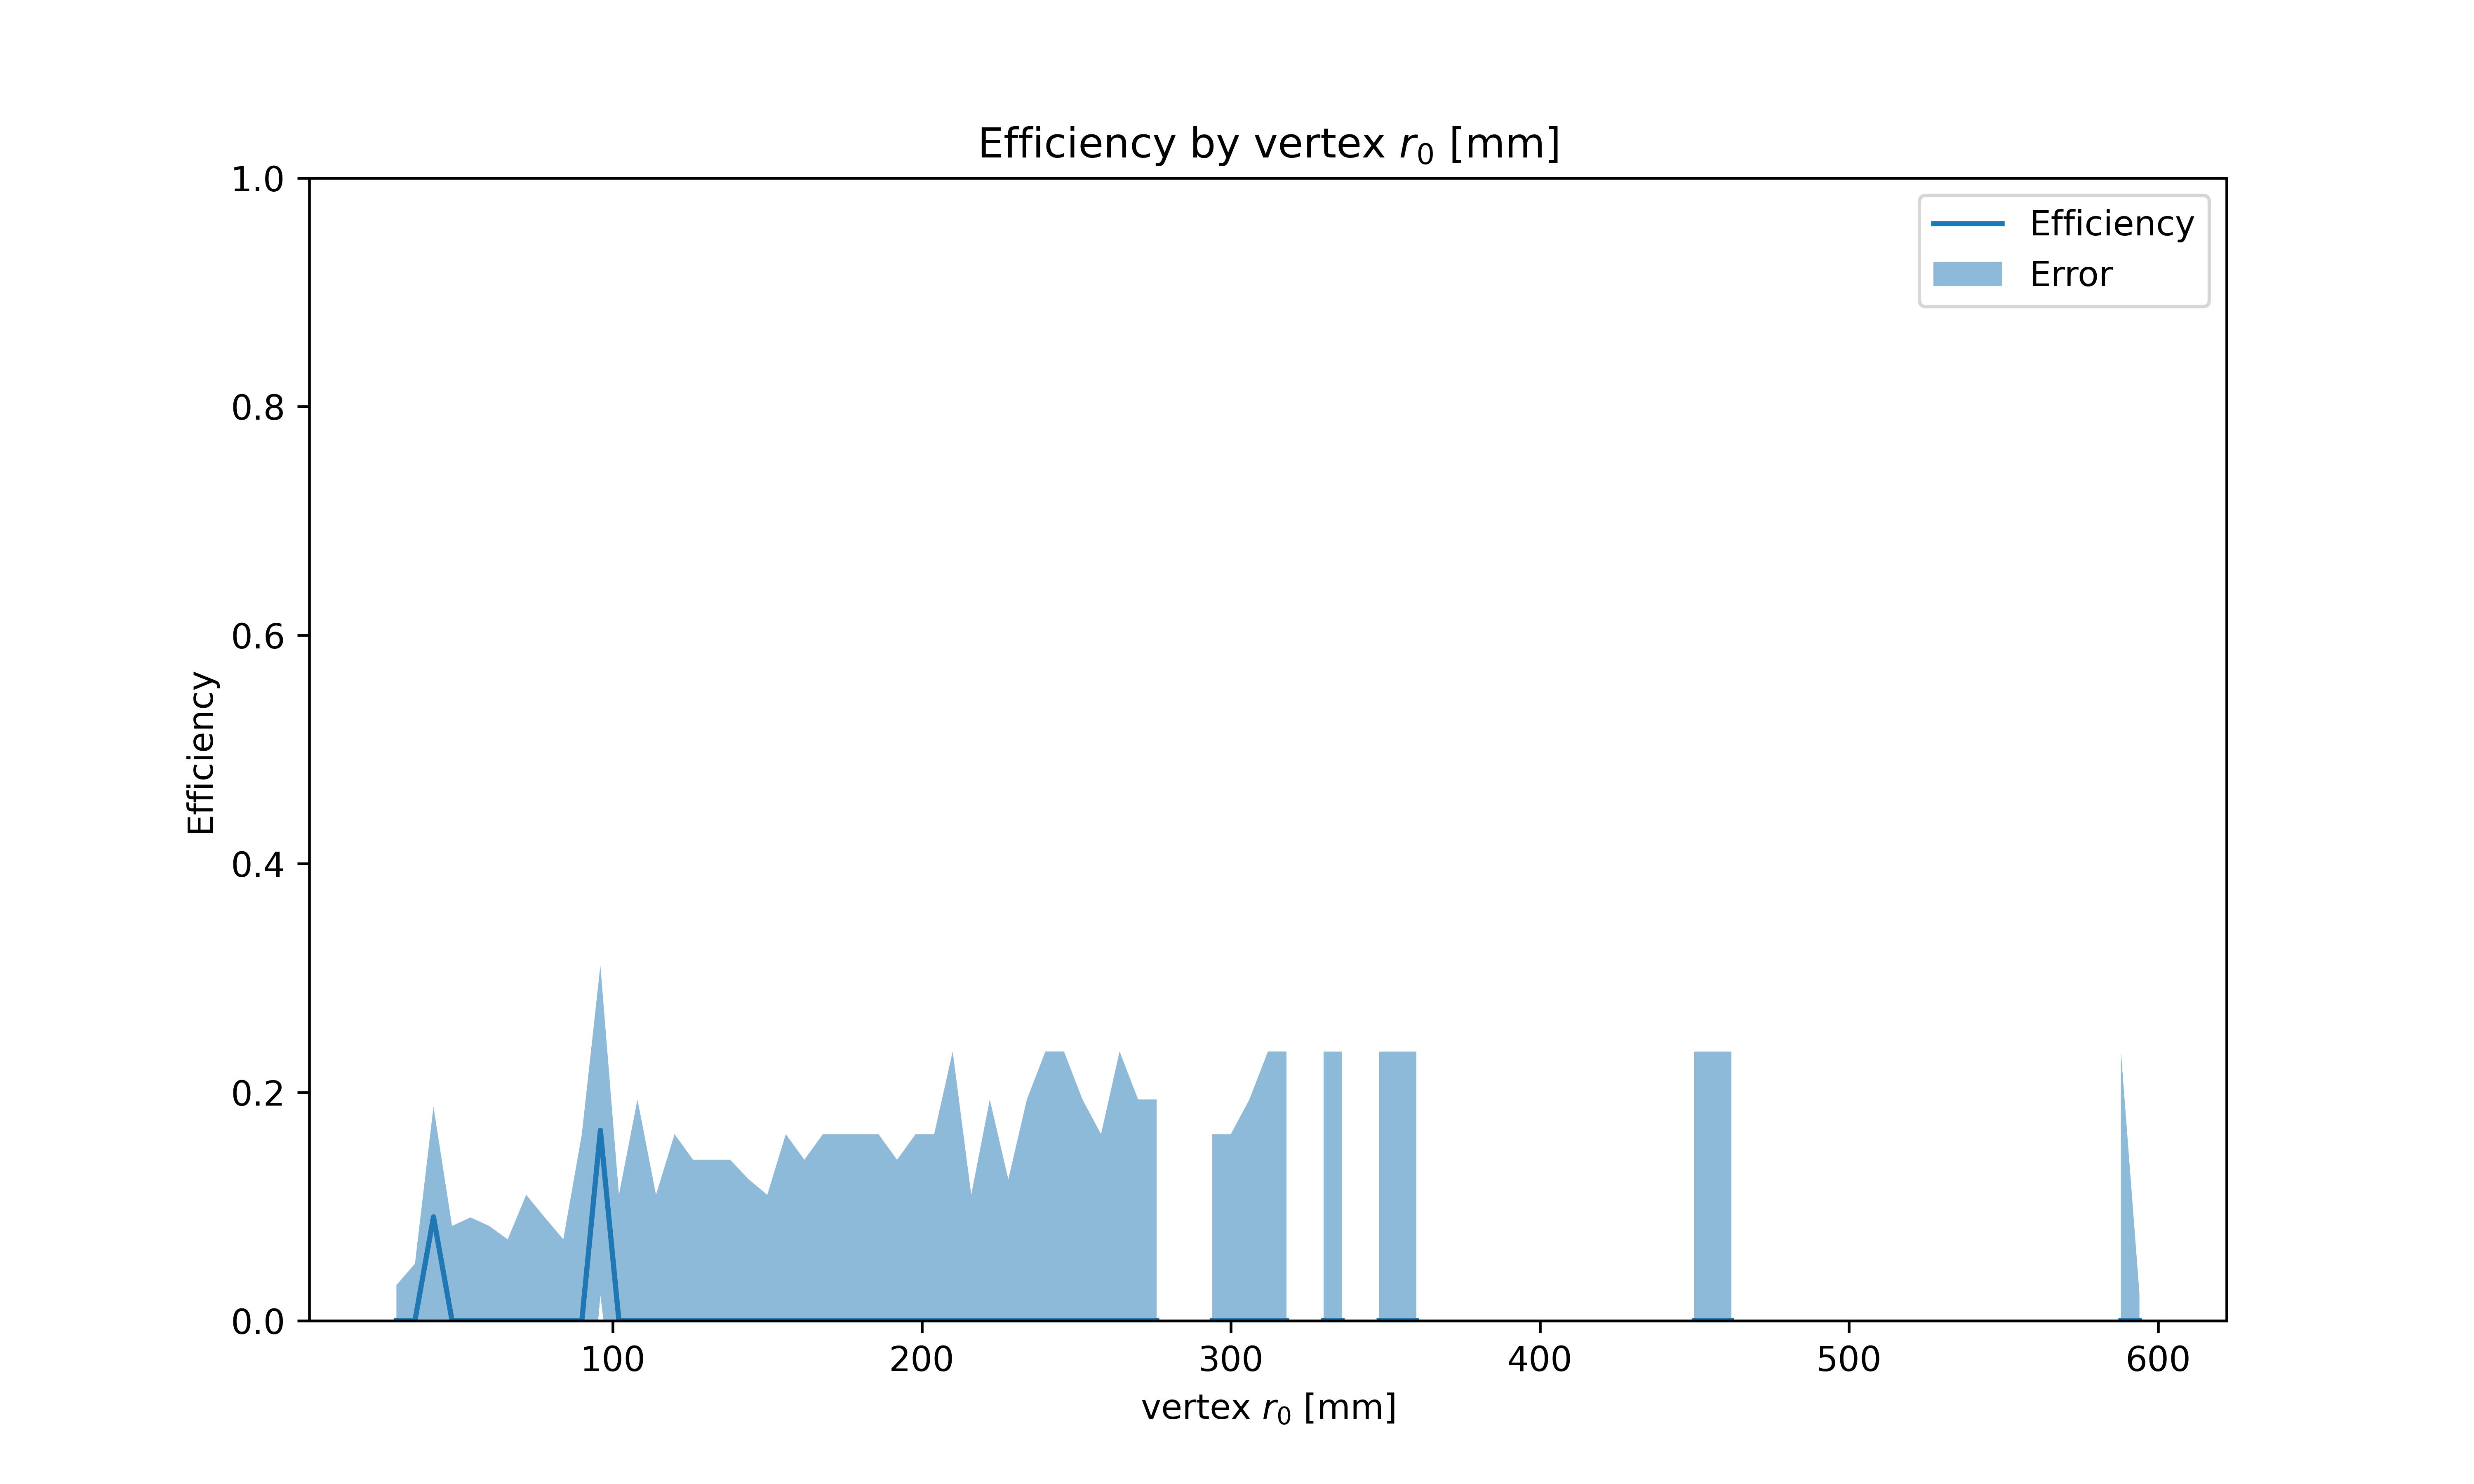 Efficiency by vertex r₀ [mm]
1.0
0.8
0.6
0.4
0.2
0.0
Efficiency
Efficiency
Error
100 200 300 400 500 600
vertex r₀ [mm]